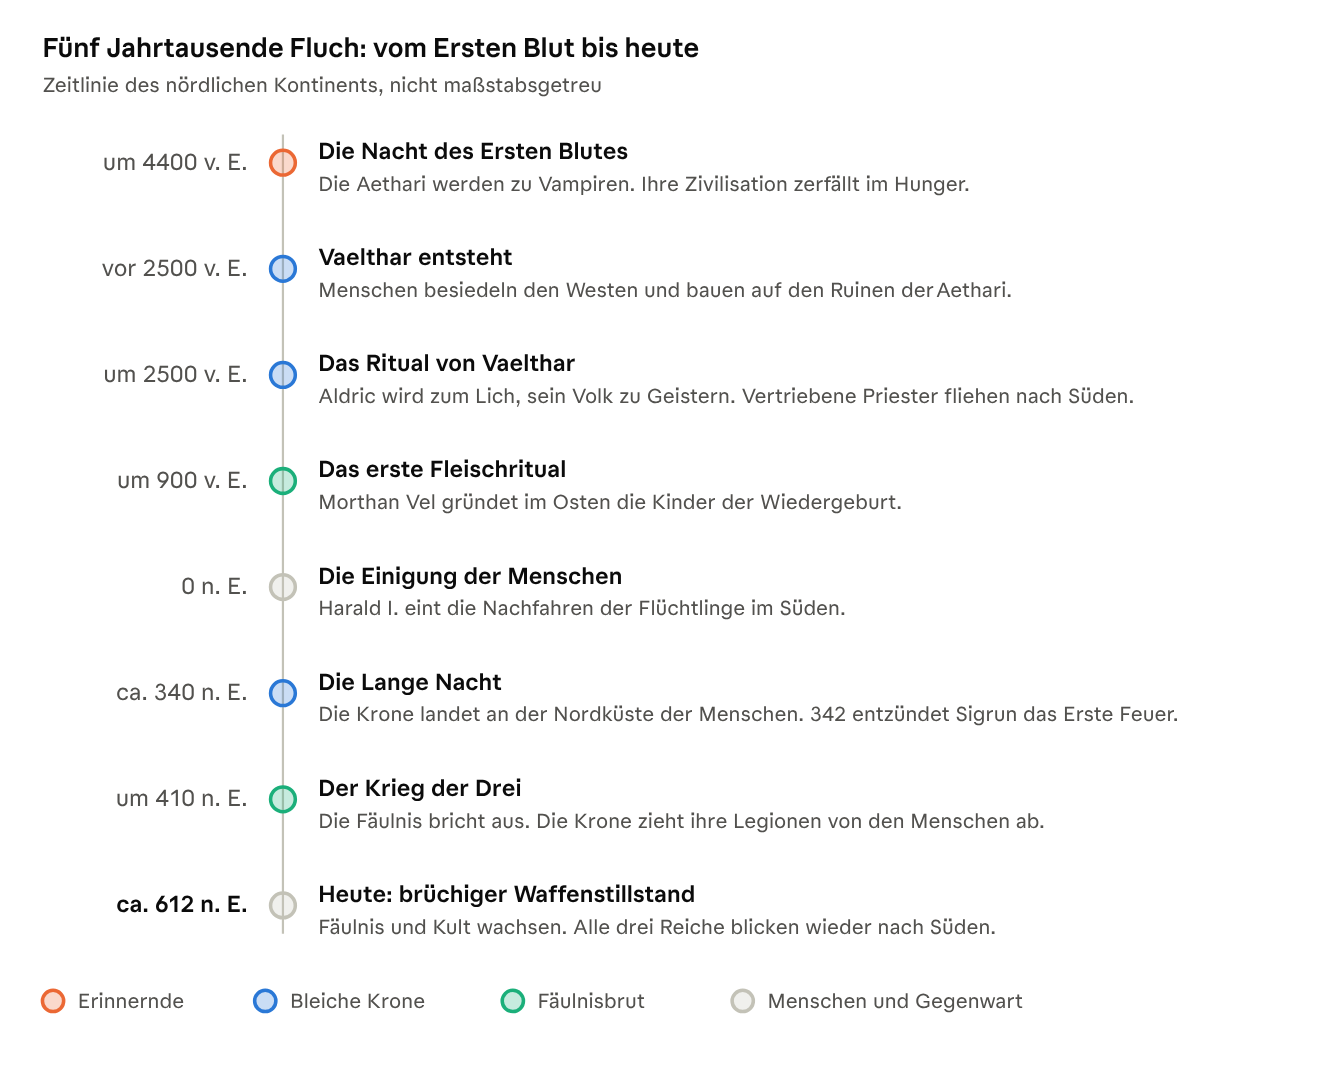 Fünf Jahrtausende Fluch: vom Ersten Blut bis heute
Zeitlinie des nördlichen Kontinents, nicht maßstabsgetreu
um 4400 v. E.
Die Nacht des Ersten Blutes
Die Aethari werden zu Vampiren. Ihre Zivilisation zerfällt im Hunger.
vor 2500 v. E.
Vaelthar entsteht
Menschen besiedeln den Westen und bauen auf den Ruinen der Aethari.
um 2500 v. E.
Das Ritual von Vaelthar
Aldric wird zum Lich, sein Volk zu Geistern. Vertriebene Priester fliehen nach Süden.
um 900 v. E.
Das erste Fleischritual
Morthan Vel gründet im Osten die Kinder der Wiedergeburt.
0 n. E.
Die Einigung der Menschen
Harald I. eint die Nachfahren der Flüchtlinge im Süden.
ca. 340 n. E.
Die Lange Nacht
Die Krone landet an der Nordküste der Menschen. 342 entzündet Sigrun das Erste Feuer.
um 410 n. E.
Der Krieg der Drei
Die Fäulnis bricht aus. Die Krone zieht ihre Legionen von den Menschen ab.
ca. 612 n. E.
Heute: brüchiger Waffenstillstand
Fäulnis und Kult wachsen. Alle drei Reiche blicken wieder nach Süden.
Erinnernde
Bleiche Krone
Fäulnisbrut
Menschen und Gegenwart